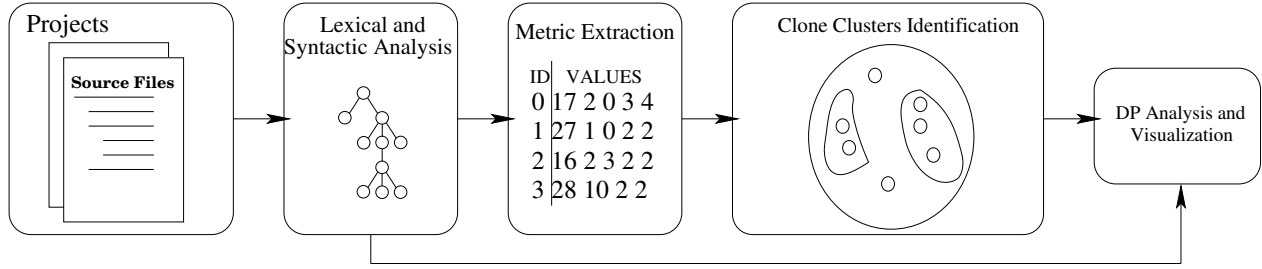 Projects
Source Files
Lexical and
Syntactic Analysis
Metric Extraction
ID VALUES
0 17 2 0 3 4
1 27 1 0 2 2
2 16 2 3 2 2
3 28 10 2 2
Clone Clusters Identification
DP Analysis and
Visualization